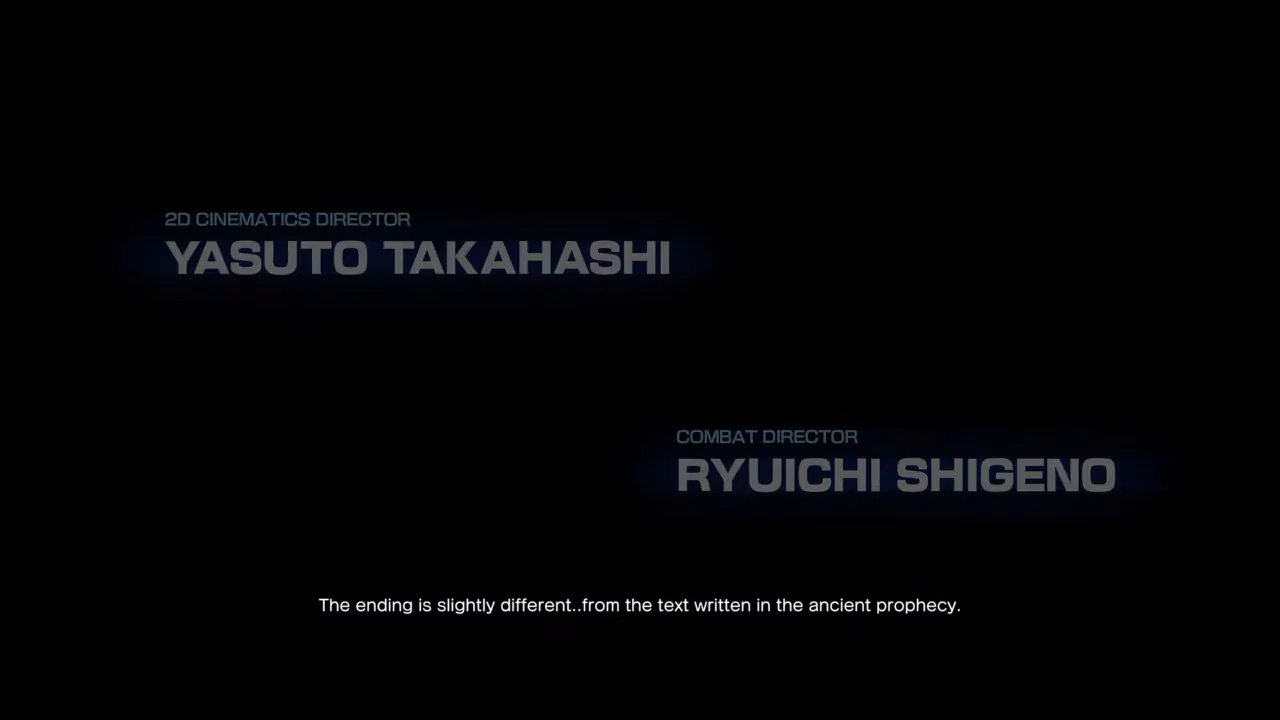 2D CINEMATICS DIRECTOR
YASUTO TAKAHASHI
COMBAT DIRECTOR
RYUICHI SHIGENO
The ending is slightly different..from the text written in the ancient prophecy.